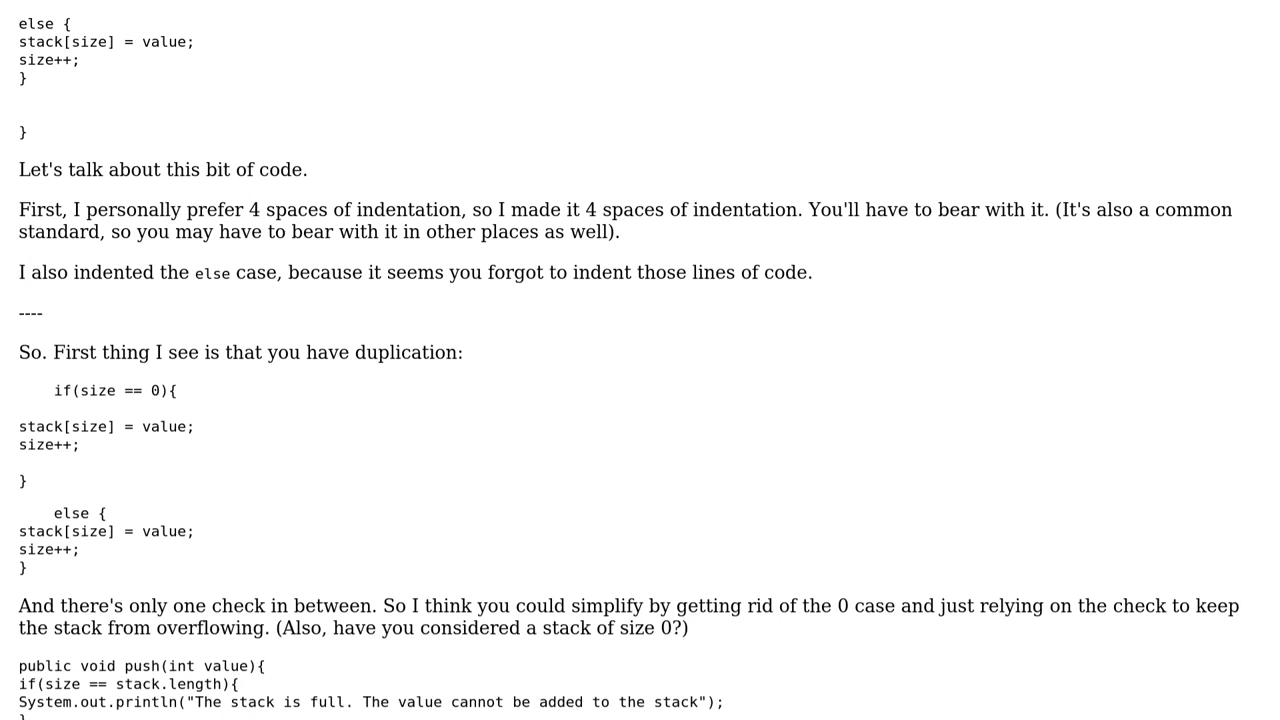 else {
stack[size] = value;
size++;
}
}
Let's talk about this bit of code.
First, I personally prefer 4 spaces of indentation, so I made it 4 spaces of indentation. You'll have to bear with it. (It's also a common
standard, so you may have to bear with it in other places as well).
I also indented the else case, because it seems you forgot to indent those lines of code.
----
So. First thing I see is that you have duplication:
if(size == 0){
stack[size] = value;
size++;
}
else {
stack[size] = value;
size++;
}
And there's only one check in between. So I think you could simplify by getting rid of the 0 case and just relying on the check to keep
the stack from overflowing. (Also, have you considered a stack of size 0?)
public void push(int value){
if(size == stack.length){
System.out.println("The stack is full. The value cannot be added to the stack");
}